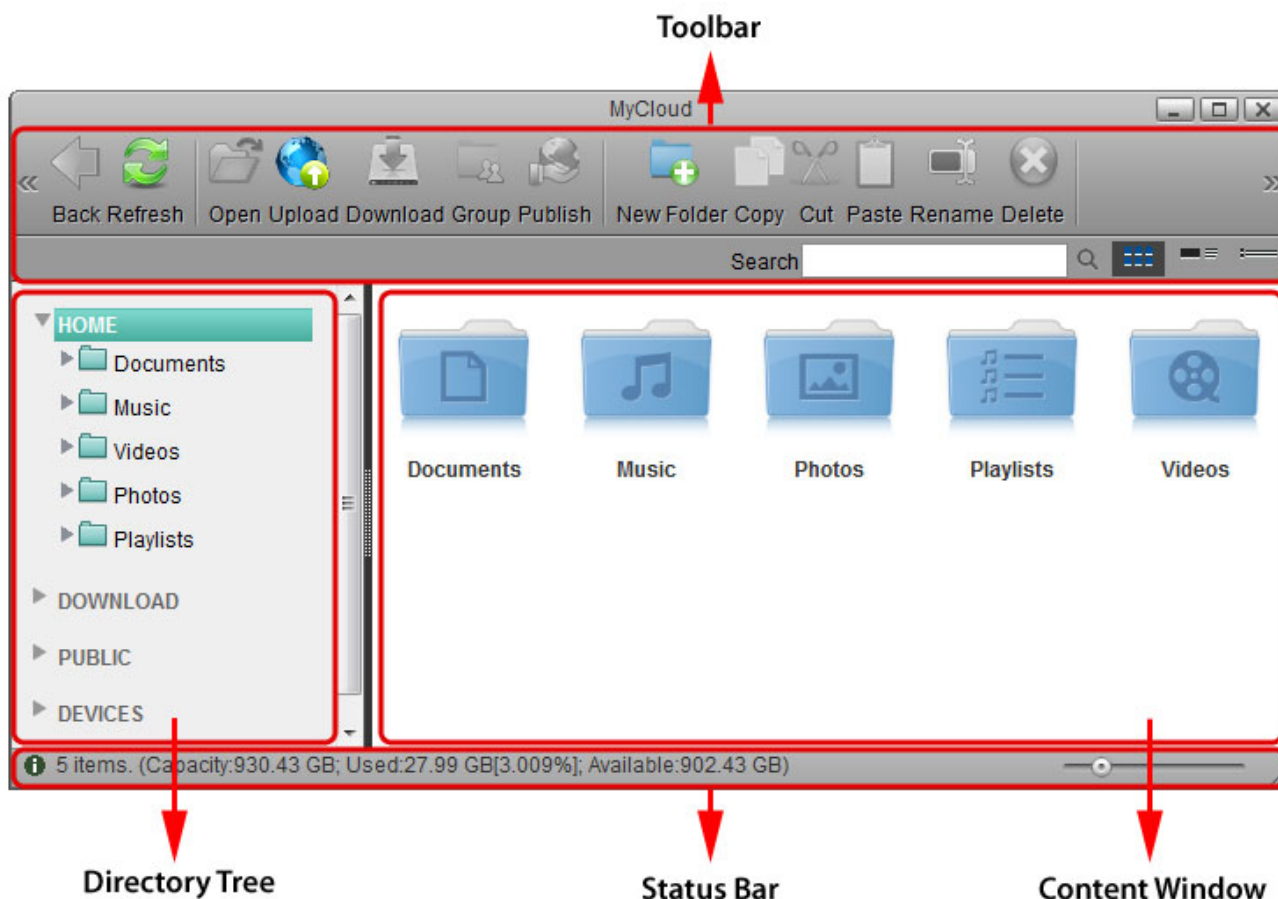 Toolbar
MyCloud
Back Refresh Open Upload Download Group Publish New Folder Copy Cut Paste Rename Delete
Search
HOME
Documents
Music
Videos
Photos
Playlists
DOWNLOAD
PUBLIC
DEVICES
Documents Music Photos Playlists Videos
5 items. (Capacity:930.43 GB; Used:27.99 GB[3.009%]; Available:902.43 GB)
Directory Tree Status Bar Content Window